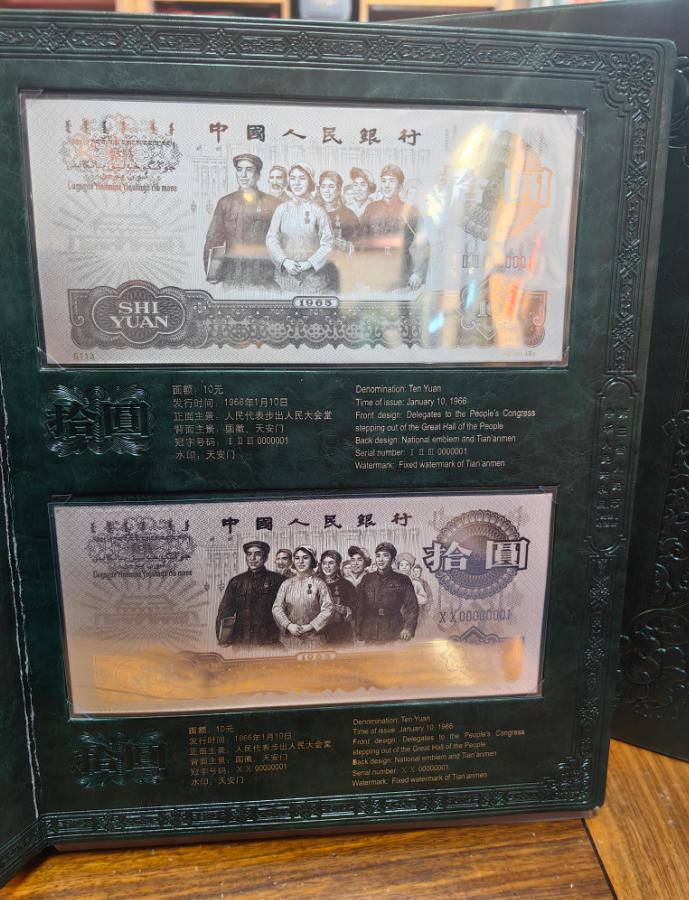 中國人民銀行
拾圓
1965
SHI
YUAN
拾圓
面额：10元
发行时间：1966年1月10日
正面主景：人民代表步出人民大会堂
背面主景：国徽、天安门
冠字号码：Ⅰ Ⅱ Ⅲ 0000001
水印：天安门
Denomination: Ten Yuan
Time of issue: January 10, 1966
Front design: Delegates to the People's Congress
stepping out of the Great Hall of the People
Back design: National emblem and Tian'anmen
Serial number: Ⅰ Ⅱ Ⅲ 0000001
Watermark: Fixed watermark of Tian'anmen
中國人民銀行
拾圓
X X 00000001
1965
拾圓
面额：10元
发行时间：1966年1月10日
正面主景：人民代表步出人民大会堂
背面主景：国徽、天安门
冠字号码：X X 00000001
水印：天安门
Denomination: Ten Yuan
Time of issue: January 10, 1966
Front design: Delegates to the People's Congress
stepping out of the Great Hall of the People
Back design: National emblem and Tian'anmen
Serial number: X X 00000001
Watermark: Fixed watermark of Tian'anmen